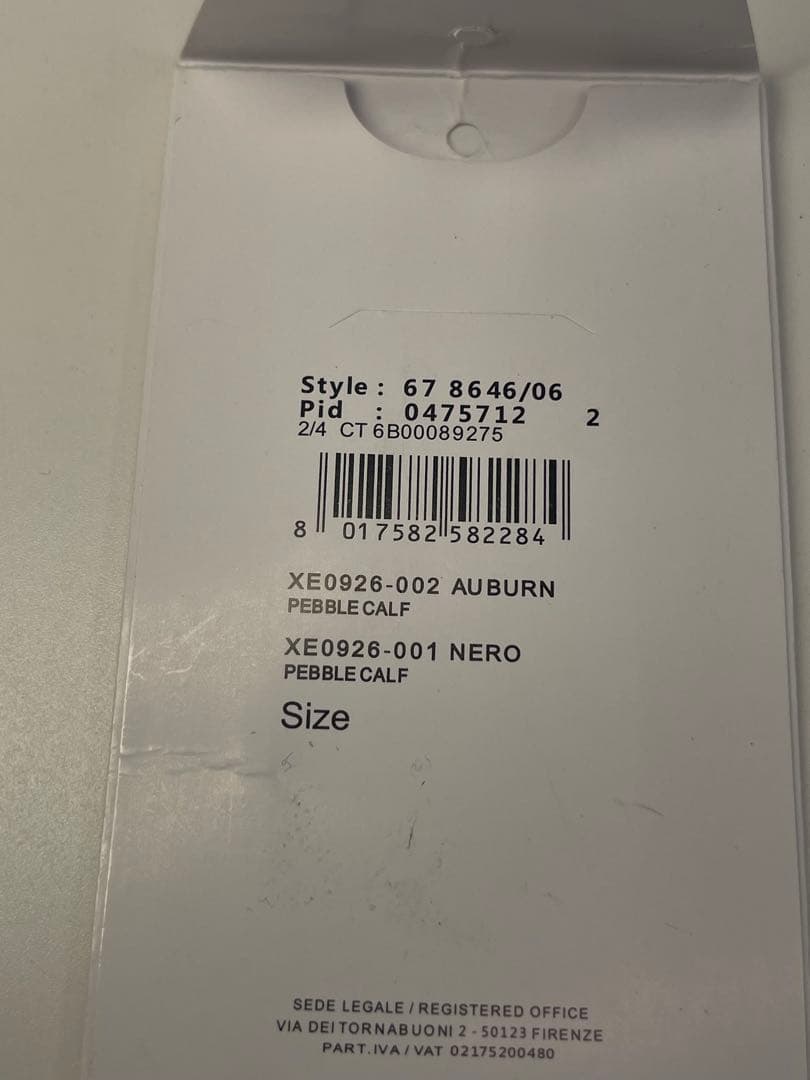 Style : 67 8646/06
Pid : 0475712 2
2/4 CT 6B00089275
8 017582 582284
XE0926-002 AUBURN
PEBBLE CALF
XE0926-001 NERO
PEBBLE CALF
Size
SEDE LEGALE / REGISTERED OFFICE
VIA DEI TORNABUONI 2 - 50123 FIRENZE
PART.IVA / VAT 02175200480